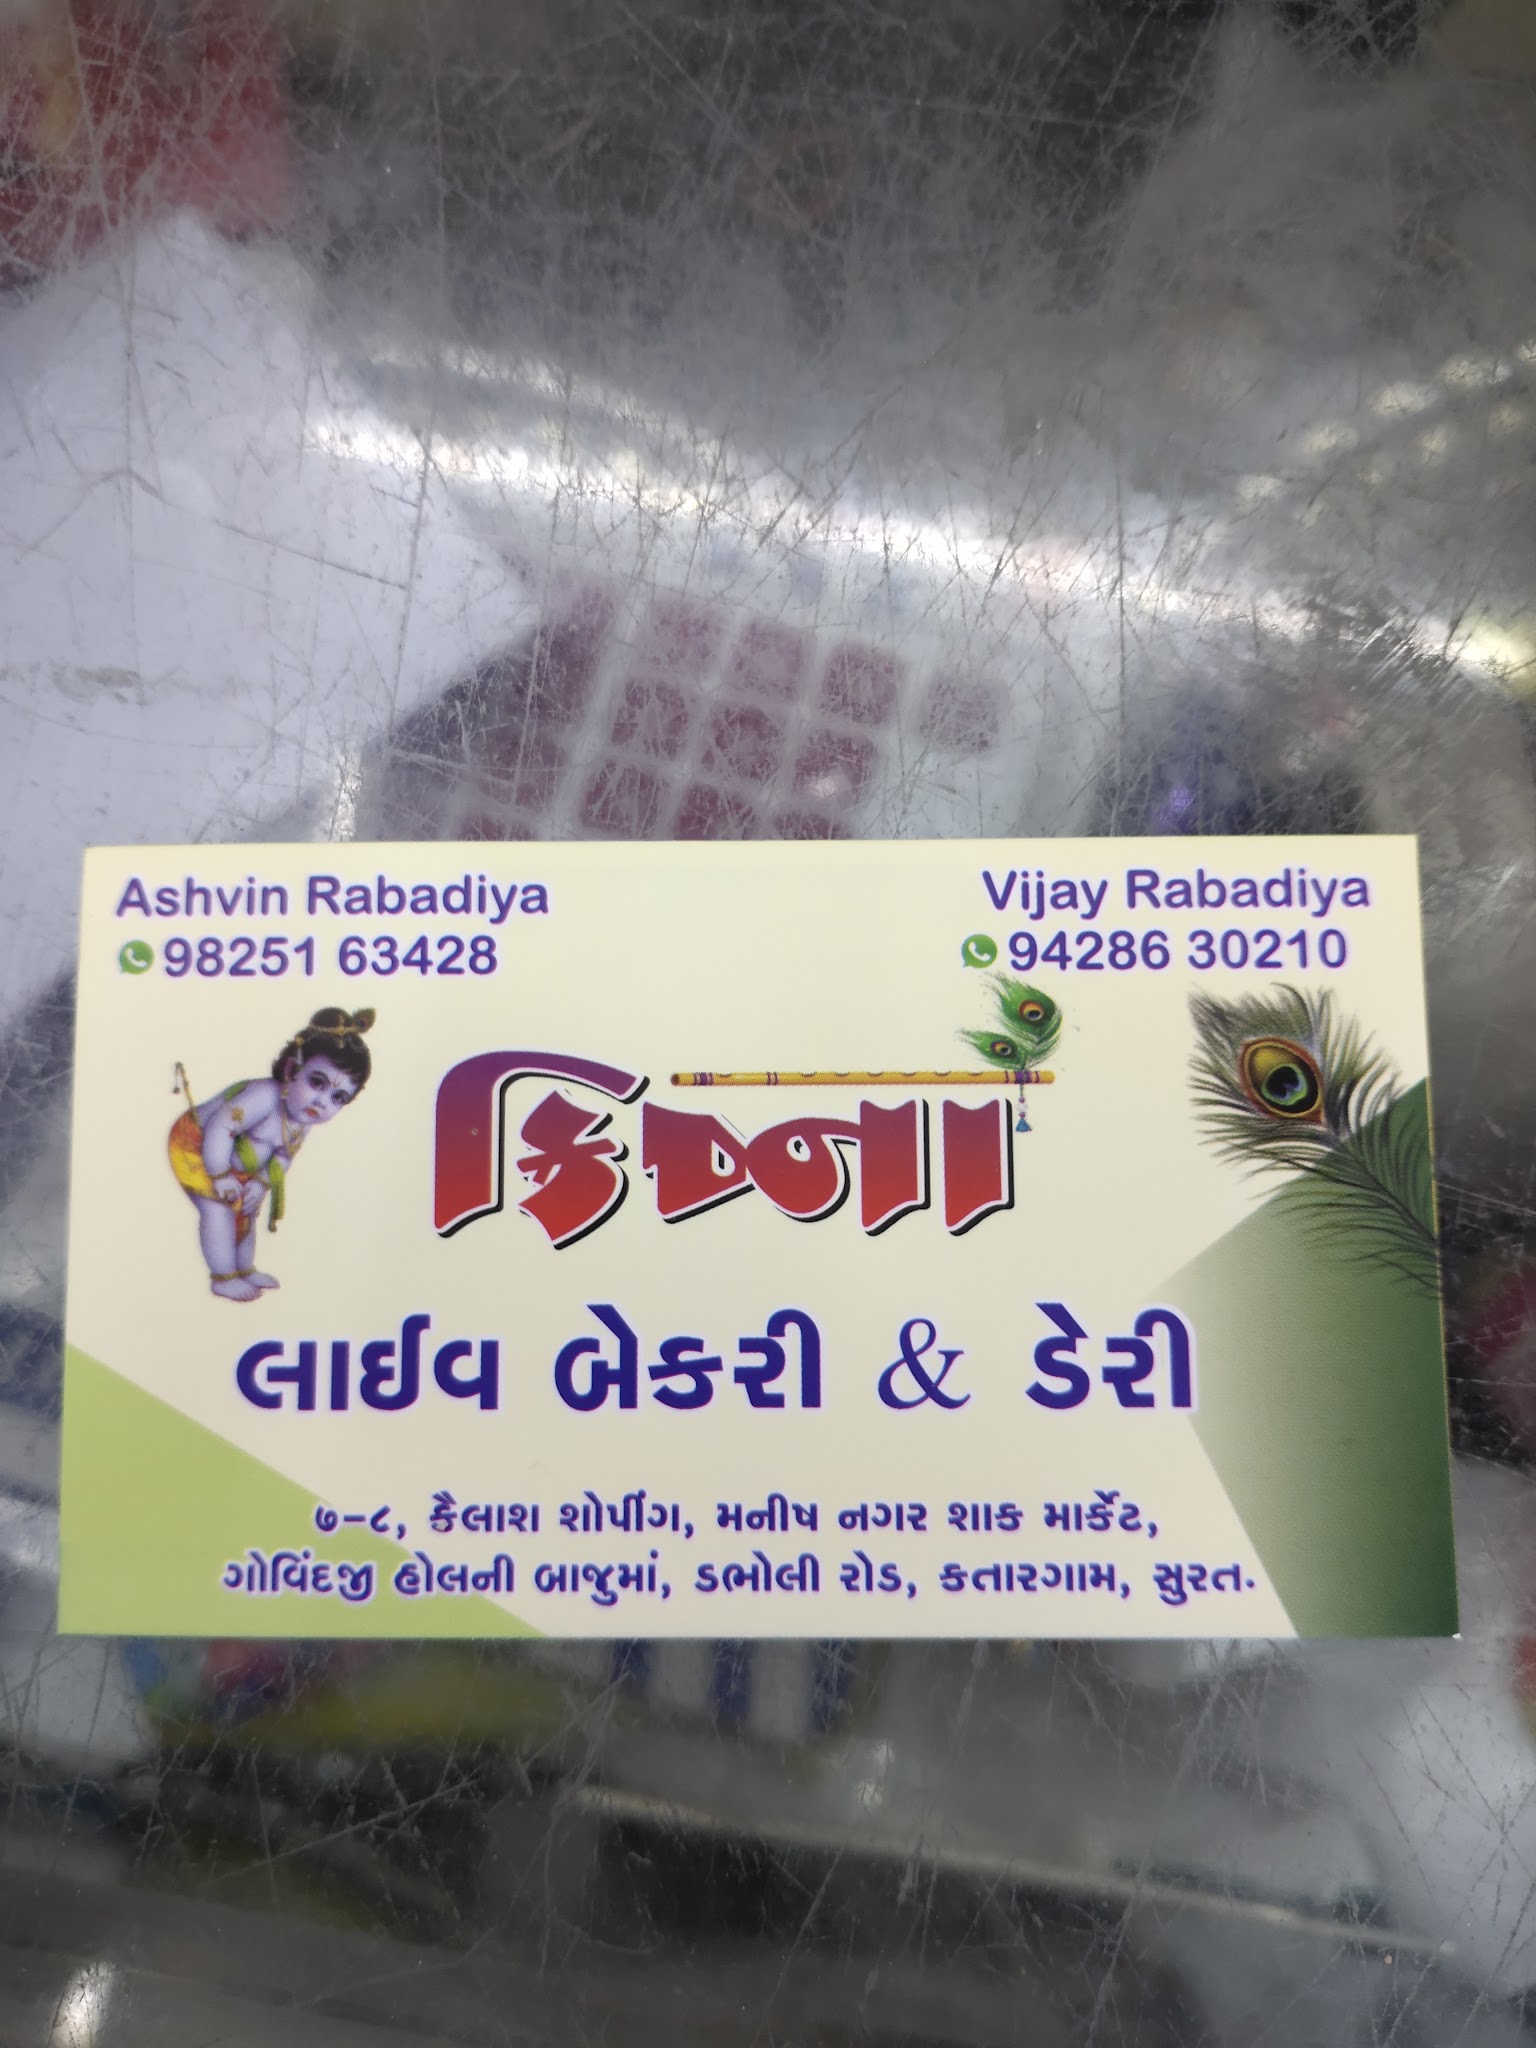 Ashvin Rabadiya
98251 63428
Vijay Rabadiya
94286 30210
ક્રિષ્ના
લાઈવ બેકરી & ડેરી
૭-૮, કૈલાશ શોપીંગ, મનીષ નગર શાક માર્કેટ,
ગોવિંદજી હોલની બાજુમાં, ડભોલી રોડ, કતારગામ, સુરત.